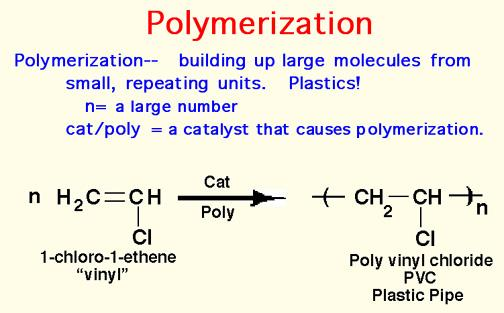 Polymerization
Polymerization-- building up large molecules from
small, repeating units. Plastics!
n= a large number
cat/poly = a catalyst that causes polymerization.
n H₂C=CH
Cl
1-chloro-1-ethene
"vinyl"
Cat
Poly
( CH₂—CH )n
Cl
Poly vinyl chloride
PVC
Plastic Pipe